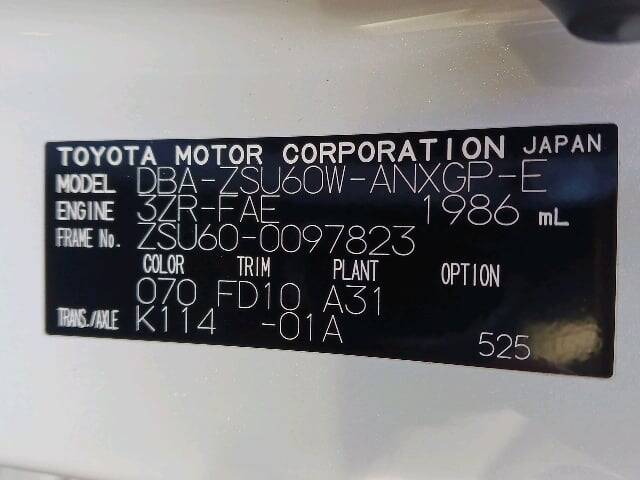 TOYOTA MOTOR CORPORATION JAPAN
MODEL DBA-ZSU60W-ANXGP-E
ENGINE 3ZR-FAE 1986 mL
FRAME No. ZSU60-0097823
COLOR TRIM PLANT OPTION
070 FD10 A31
TRANS./AXLE K114 -01A
525